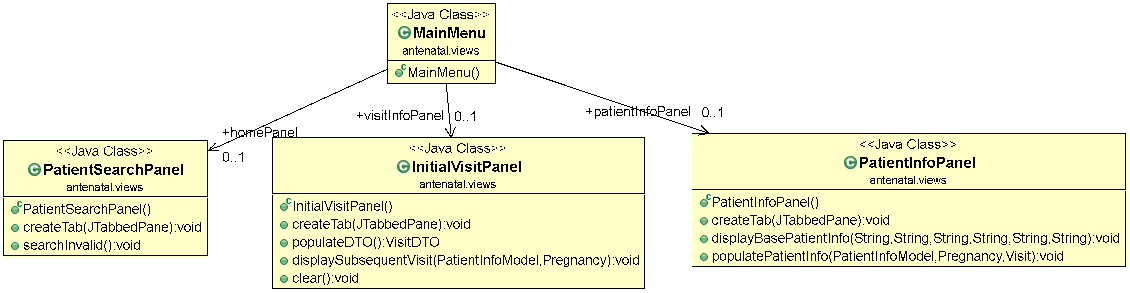 <<Java Class>>
MainMenu
antenatal.views
MainMenu()
+homePanel
0..1
+visitInfoPanel
0..1
+patientInfoPanel
0..1
<<Java Class>>
PatientSearchPanel
antenatal.views
PatientSearchPanel()
createTab(JTabbedPane):void
searchInvalid():void
<<Java Class>>
InitialVisitPanel
antenatal.views
InitialVisitPanel()
createTab(JTabbedPane):void
populateDTO():VisitDTO
displaySubsequentVisit(PatientInfoModel,Pregnancy):void
clear():void
<<Java Class>>
PatientInfoPanel
antenatal.views
PatientInfoPanel()
createTab(JTabbedPane):void
displayBasePatientInfo(String,String,String,String,String,String):void
populatePatientInfo(PatientInfoModel,Pregnancy,Visit):void